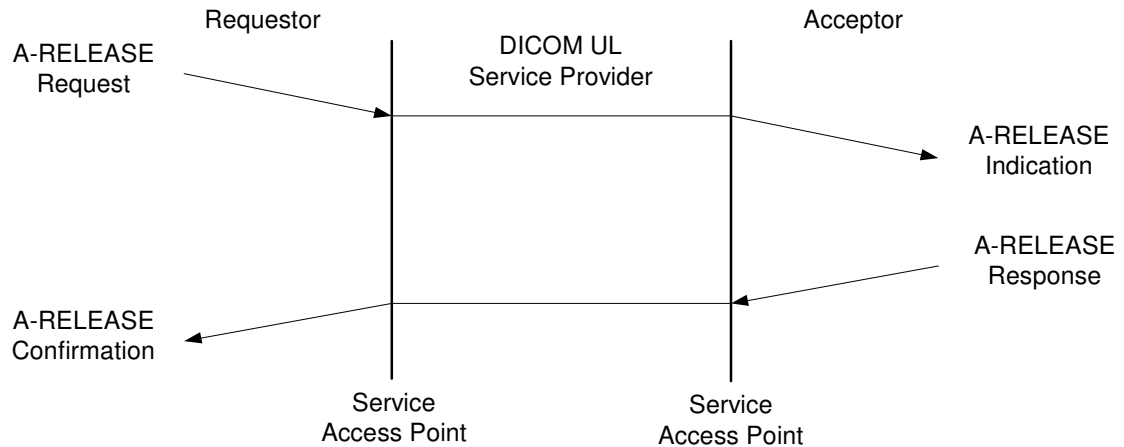 Requestor
Acceptor
A-RELEASE
Request
DICOM UL
Service Provider
A-RELEASE
Indication
A-RELEASE
Response
A-RELEASE
Confirmation
Service
Access Point
Service
Access Point